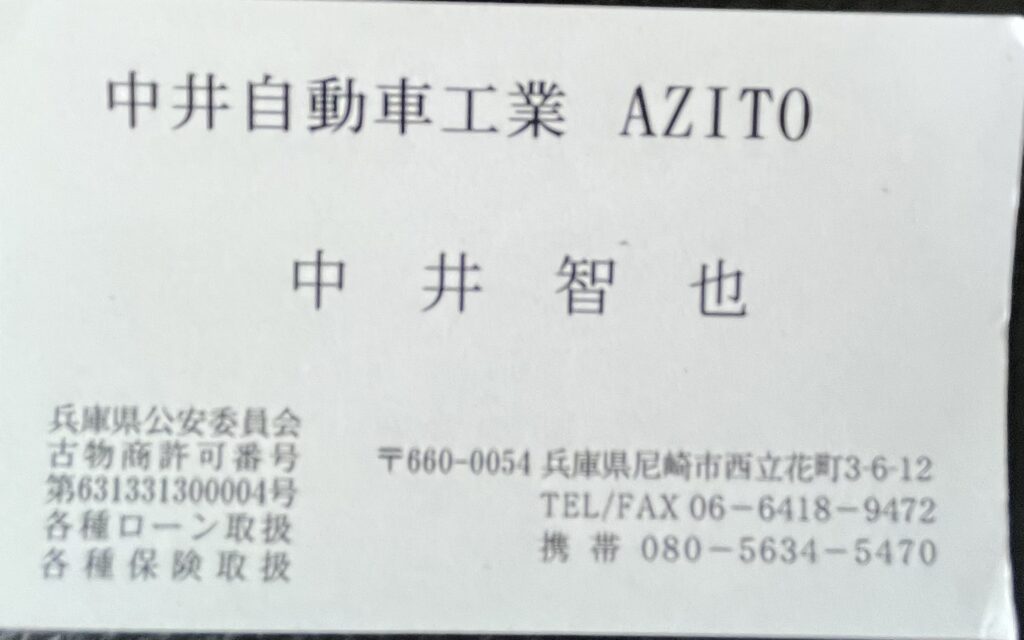 中井自動車工業 AZITO
中井智也
兵庫県公安委員会
古物商許可番号
第631331300004号
各種ローン取扱
各種保険取扱
〒660-0054 兵庫県尼崎市西立花町3-6-12
TEL/FAX 06-6418-9472
携帯 080-5634-5470